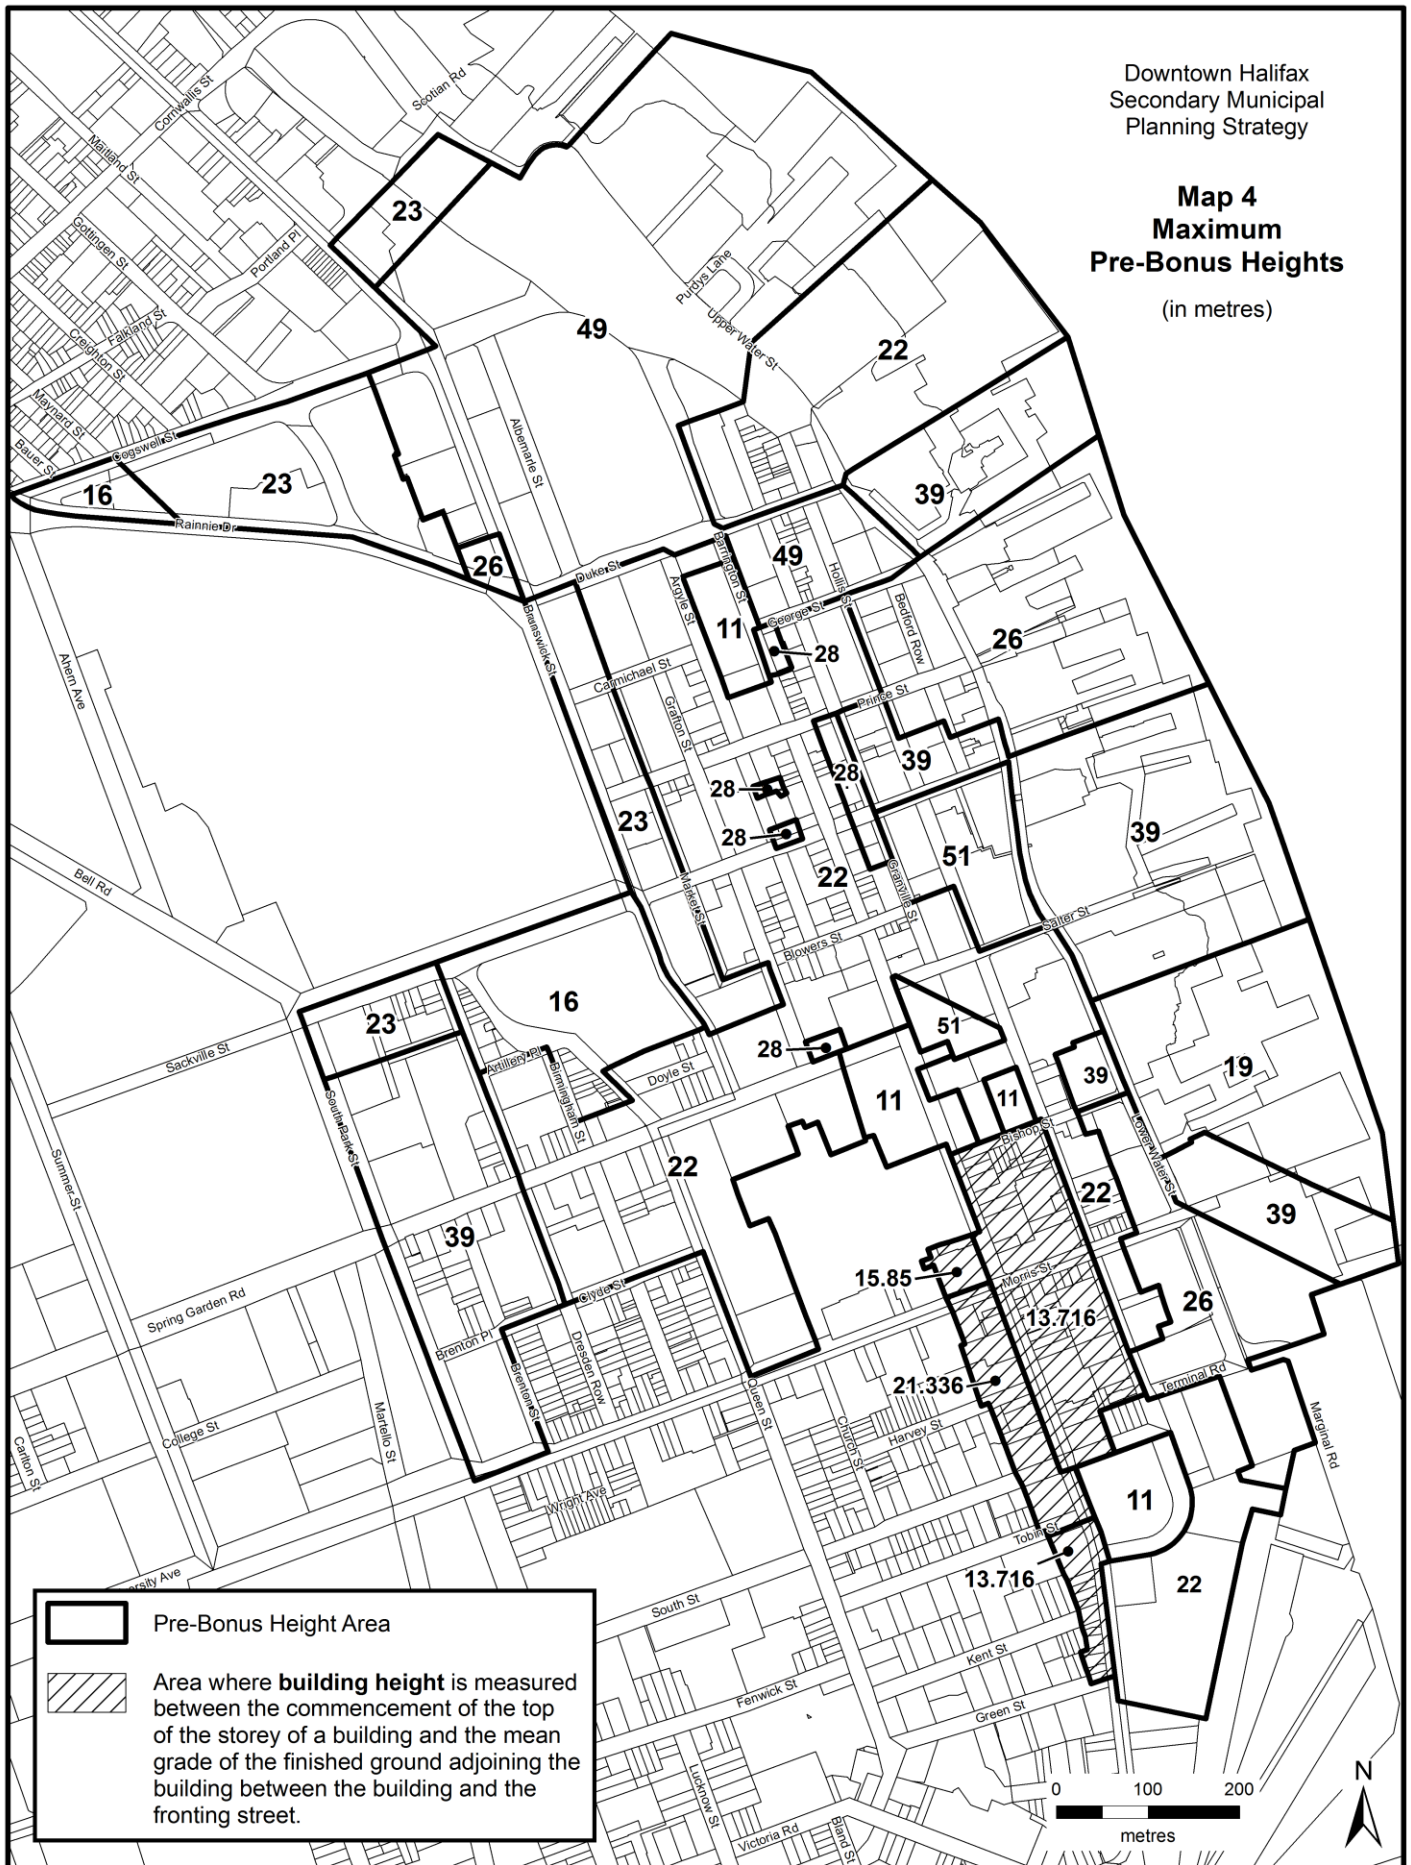 Downtown Halifax
Secondary Municipal
Planning Strategy
Map 4
Maximum
Pre-Bonus Heights
(in metres)
Scotian Rd
Cornwallis St
Maitland St
23
Gottingen St
Portland Pl
Purdys Lane
49
Falkland St
Upper Water St
22
Creighton St
Maynard St
Albemarle St
Bauer St
Cogswell St
16
23
39
Rainnie Dr
26
Duke St
Barrington St
49
Argyle St
Hollis St
George St
Bedford Row
11
28
26
Brunswick St
Ahern Ave
Carmichael St
Grafton St
Prince St
28
39
28
23
28
39
51
22
Bell Rd
Market St
Granville St
Salter St
Blowers St
16
23
51
28
Sackville St
Artillery Pl
Birmingham St
Doyle St
39
19
11
11
South Park St
Bishop St
Lower Water St
Summer St
22
22
39
39
15.85
Morris St
Clyde St
13.716
26
Spring Garden Rd
Brenton Pl
Dresden Row
Brenton St
21.336
Terminal Rd
Queen St
Martello St
College St
Church St
Harvey St
Marginal Rd
Carlton St
Wright Ave
11
Tobin St
13.716
22
ersity Ave
South St
Kent St
Fenwick St
Green St
Lucknow St
Victoria Rd
Bland St
Pre-Bonus Height Area
Area where building height is measured
between the commencement of the top
of the storey of a building and the mean
grade of the finished ground adjoining the
building between the building and the
fronting street.
0 100 200
metres
N